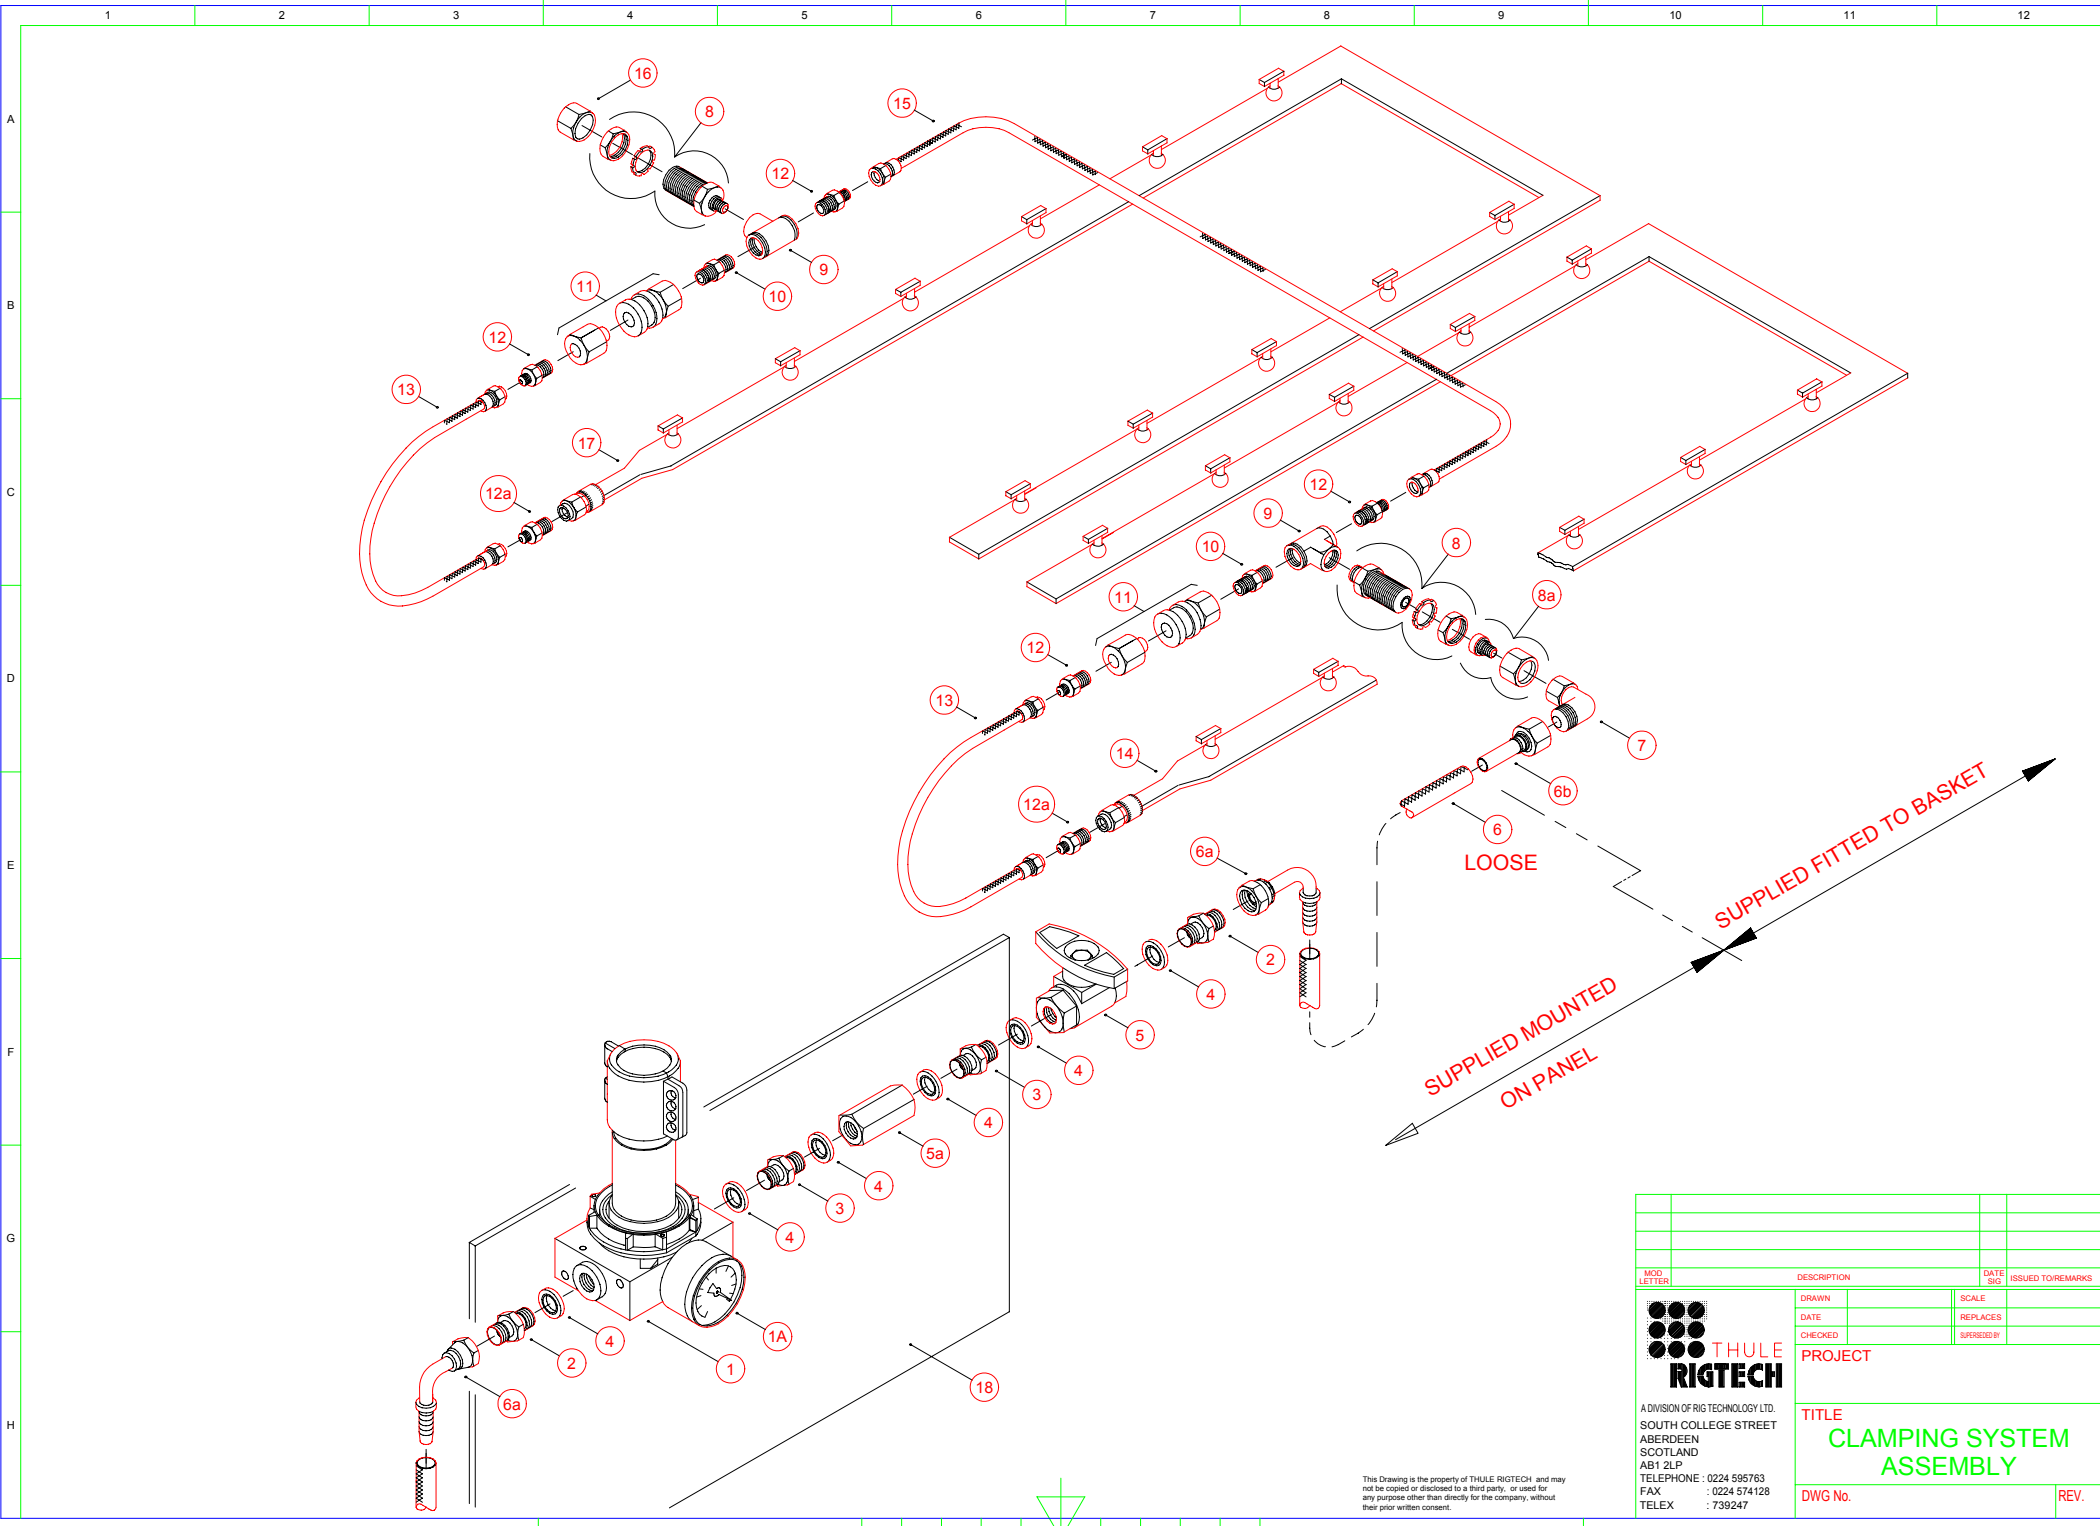 1 2 3 4 5 6 7 8 9 10 11 12
A
B
C
D
E
F
G
H
16
8
15
12
9
10
11
12
13
17
12a
12
9
10
8
8a
11
12
13
14
12a
7
6b
6
LOOSE
6a
2
4
5
4
3
4
5a
4
3
4
1A
1
4
2
6a
18
SUPPLIED FITTED TO BASKET
SUPPLIED MOUNTED
ON PANEL
MOD LETTER
DESCRIPTION
DATE SIG
ISSUED TO/REMARKS
DRAWN
SCALE
DATE
REPLACES
CHECKED
SUPERSEDED BY
PROJECT
THULE
RIGTECH
A DIVISION OF RIG TECHNOLOGY LTD.
SOUTH COLLEGE STREET
ABERDEEN
SCOTLAND
AB1 2LP
TELEPHONE : 0224 595763
FAX : 0224 574128
TELEX : 739247
TITLE
CLAMPING SYSTEM
ASSEMBLY
DWG No.
REV.
This Drawing is the property of THULE RIGTECH and may
not be copied or disclosed to a third party, or used for
any purpose other than directly for the company, without
their prior written consent.